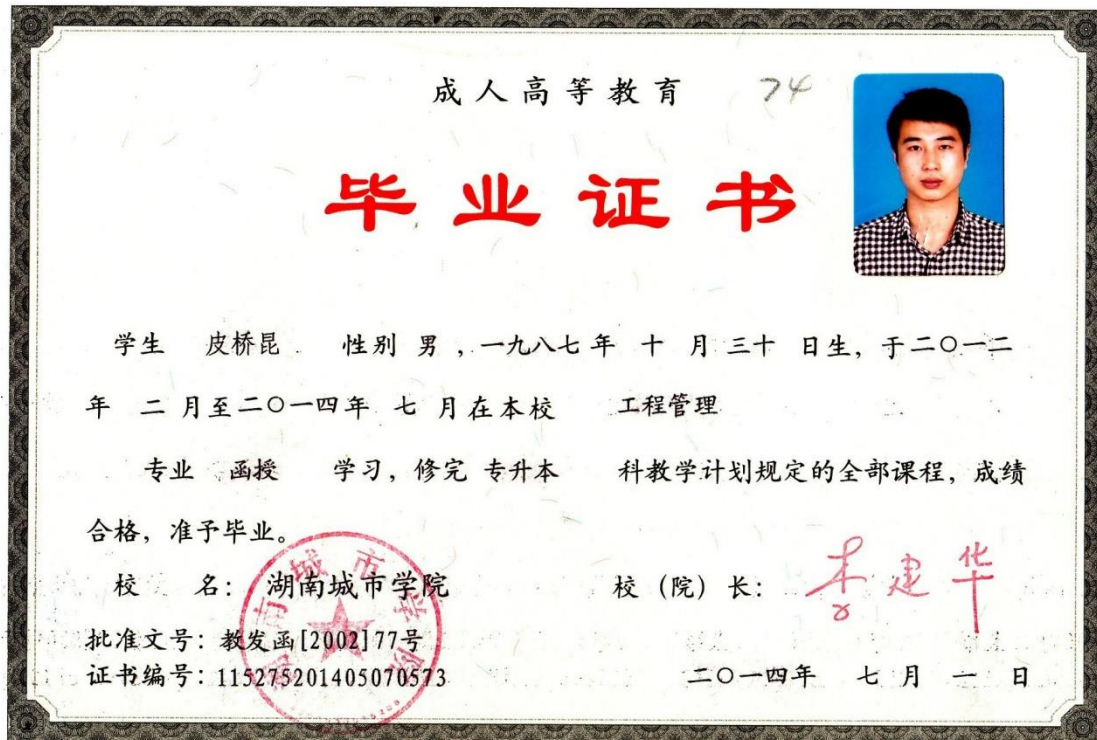 成人高等教育 74
毕业证书
学生 皮桥昆 性别 男 ，一九八七年 十 月 三十 日生，于二〇一二
年 二 月至二〇一四年 七 月在本校 工程管理
专业 函授 学习，修完 专升本 科教学计划规定的全部课程，成绩
合格，准予毕业。
校 名： 湖南城市学院 校（院）长： 李建华
批准文号：教发函[2002]77号
证书编号：115275201405070573 二〇一四年 七 月 一 日
湖南城市学院